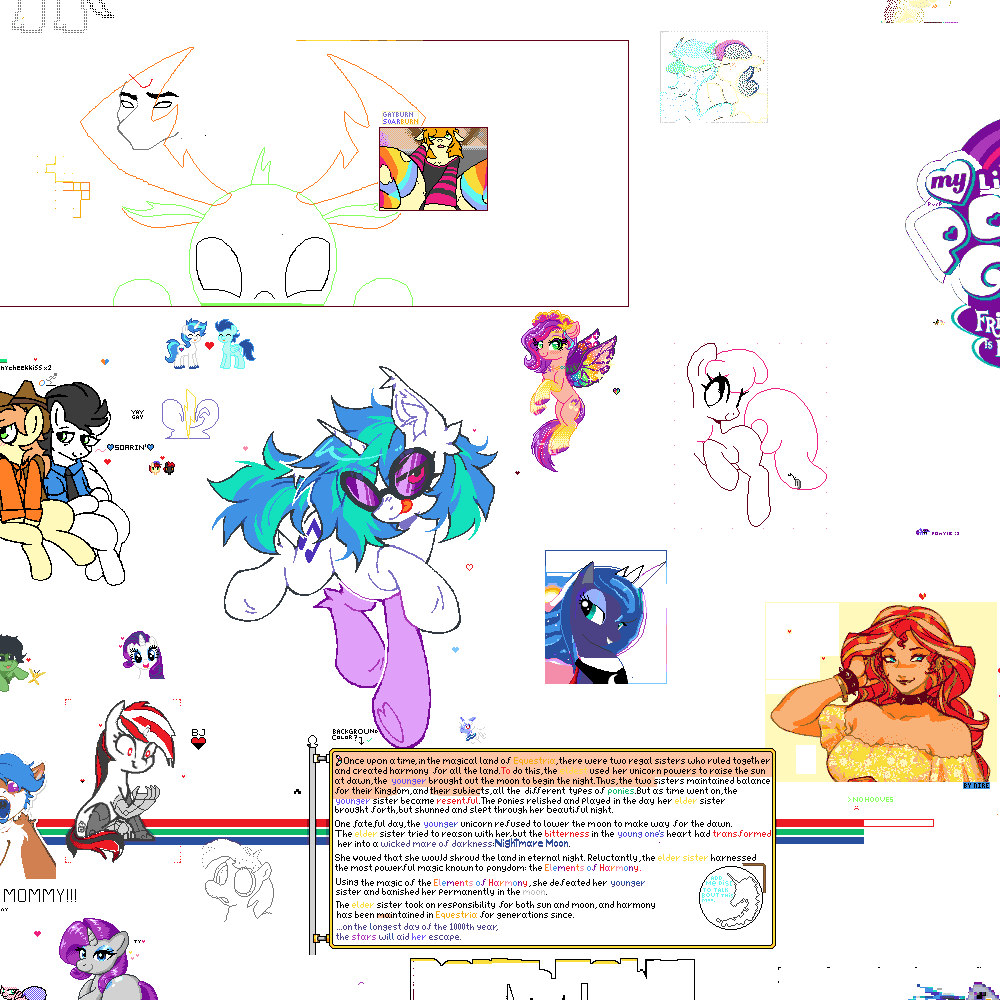 GAYBURN
SOARBURN
my Li
FRIE
IS
nycheekkiss x2
YAY
GAY
SOARIN'
PONYIE :3
BJ
BACKGROUND
COLOR?
BY NIRE
>NO HOOVES
Once upon a time, in the magical land of Equestria, there were two regal sisters who ruled together
and created harmony for all the land. To do this, the used her unicorn powers to raise the sun
at dawn, the younger brought out the moon to begin the night. Thus, the two sisters maintained balance
for their Kingdom, and their subjects, all the different types of ponies. But as time went on, the
younger sister became resentful. The ponies relished and played in the day her elder sister
brought forth, but shunned and slept through her beautiful night.
One fateful day, the younger unicorn refused to lower the moon to make way for the dawn.
The elder sister tried to reason with her, but the bitterness in the young one's heart had transformed
her into a wicked mare of darkness: Nightmare Moon.
She vowed that she would shroud the land in eternal night. Reluctantly, the elder sister harnessed
the most powerful magic known to ponydom: the Elements of Harmony.
Using the magic of the Elements of Harmony, she defeated her younger
sister and banished her permanently in the moon.
The elder sister took on responsibility for both sun and moon, and harmony
has been maintained in Equestria for generations since.
...on the longest day of the 1000th year,
the stars will aid her escape.
MOMMY!!!
TY